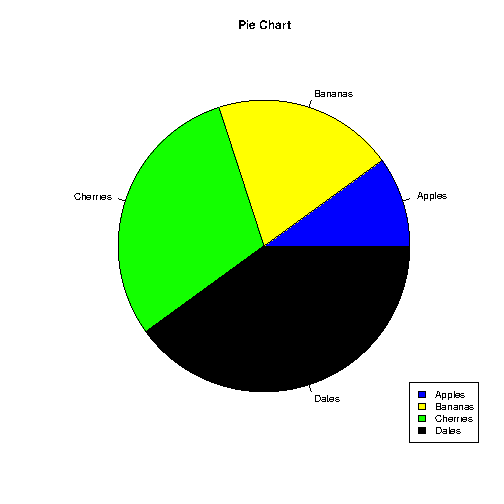 Pie Chart
Bananas
Cherries
Apples
Dates
Apples
Bananas
Cherries
Dates